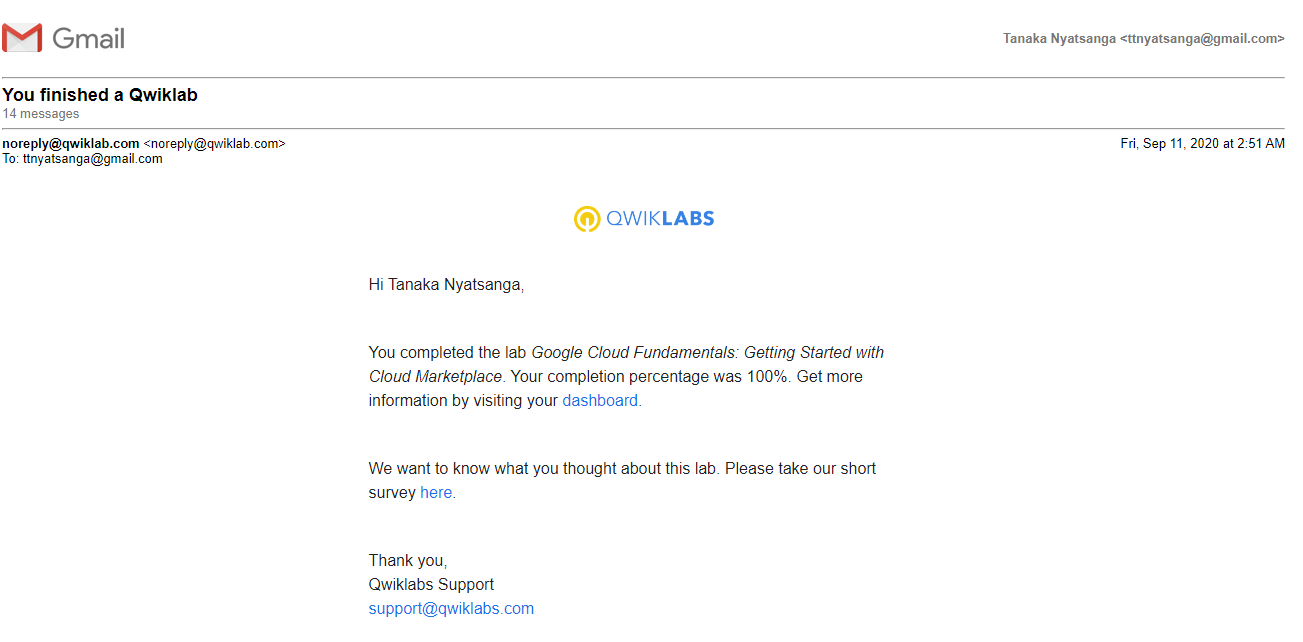 Gmail
Tanaka Nyatsanga <ttnyatsanga@gmail.com>
You finished a Qwiklab
14 messages
noreply@qwiklab.com <noreply@qwiklab.com>
Fri, Sep 11, 2020 at 2:51 AM
To: ttnyatsanga@gmail.com
QWIKLABS
Hi Tanaka Nyatsanga,
You completed the lab Google Cloud Fundamentals: Getting Started with
Cloud Marketplace. Your completion percentage was 100%. Get more
information by visiting your dashboard.
We want to know what you thought about this lab. Please take our short
survey here.
Thank you,
Qwiklabs Support
support@qwiklabs.com